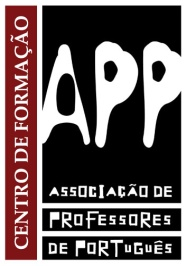 CENTRO DE FORMAÇÃO
APP
ASSOCIAÇÃO DE
PROFESSORES
DE PORTUGUÊS